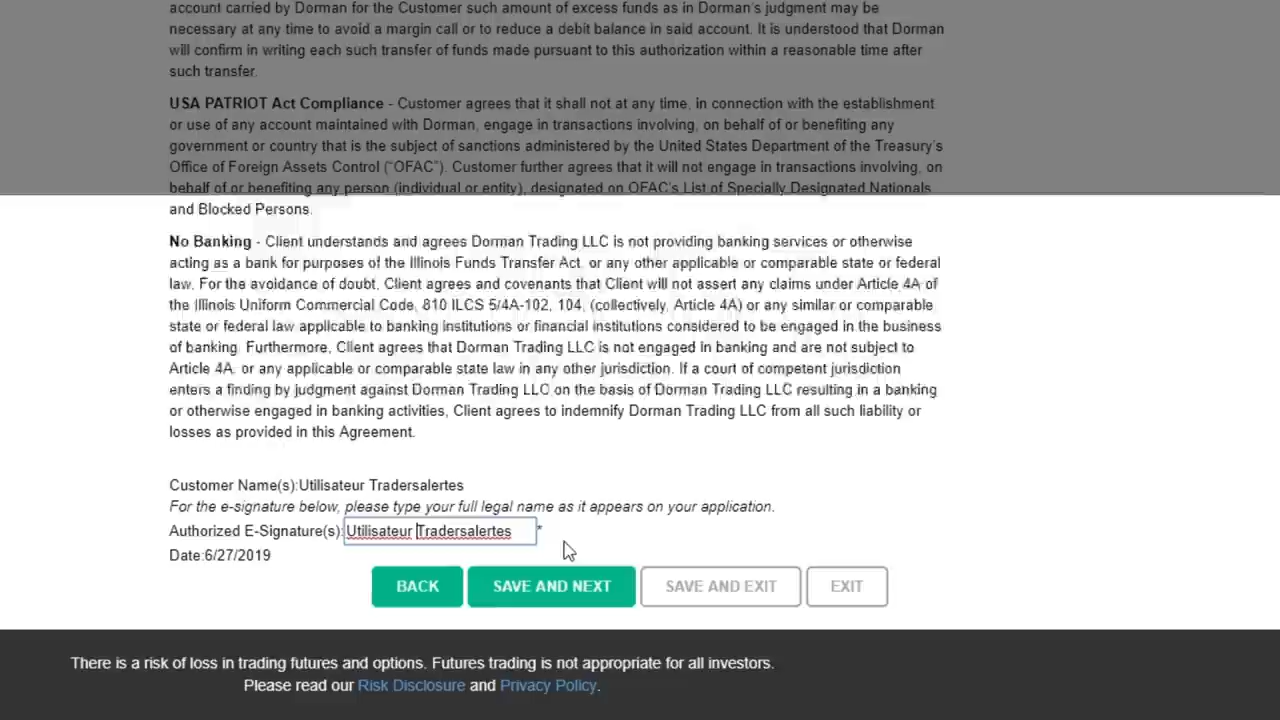 account carried by Dorman for the Customer such amount of excess funds as in Dorman's judgment may be
necessary at any time to avoid a margin call or to reduce a debit balance in said account. It is understood that Dorman
will confirm in writing each such transfer of funds made pursuant to this authorization within a reasonable time after
such transfer.
USA PATRIOT Act Compliance - Customer agrees that it shall not at any time, in connection with the establishment
or use of any account maintained with Dorman, engage in transactions involving, on behalf of or benefiting any
government or country that is the subject of sanctions administered by the United States Department of the Treasury's
Office of Foreign Assets Control ("OFAC"). Customer further agrees that it will not engage in transactions involving, on
behalf of or benefiting any person (individual or entity), designated on OFAC's List of Specially Designated Nationals
and Blocked Persons.
No Banking - Client understands and agrees Dorman Trading LLC is not providing banking services or otherwise
acting as a bank for purposes of the Illinois Funds Transfer Act, or any other applicable or comparable state or federal
law. For the avoidance of doubt, Client agrees and covenants that Client will not assert any claims under Article 4A of
the Illinois Uniform Commercial Code, 810 ILCS 5/4A-102, 104, (collectively, Article 4A) or any similar or comparable
state or federal law applicable to banking institutions or financial institutions considered to be engaged in the business
of banking. Furthermore, Client agrees that Dorman Trading LLC is not engaged in banking and are not subject to
Article 4A, or any applicable or comparable state law in any other jurisdiction. If a court of competent jurisdiction
enters a finding by judgment against Dorman Trading LLC on the basis of Dorman Trading LLC resulting in a banking
or otherwise engaged in banking activities, Client agrees to indemnify Dorman Trading LLC from all such liability or
losses as provided in this Agreement.
Customer Name(s):Utilisateur Tradersalertes
For the e-signature below, please type your full legal name as it appears on your application.
Authorized E-Signature(s):Utilisateur Tradersalertes*
Date:6/27/2019
BACK SAVE AND NEXT SAVE AND EXIT EXIT
There is a risk of loss in trading futures and options. Futures trading is not appropriate for all investors.
Please read our Risk Disclosure and Privacy Policy.